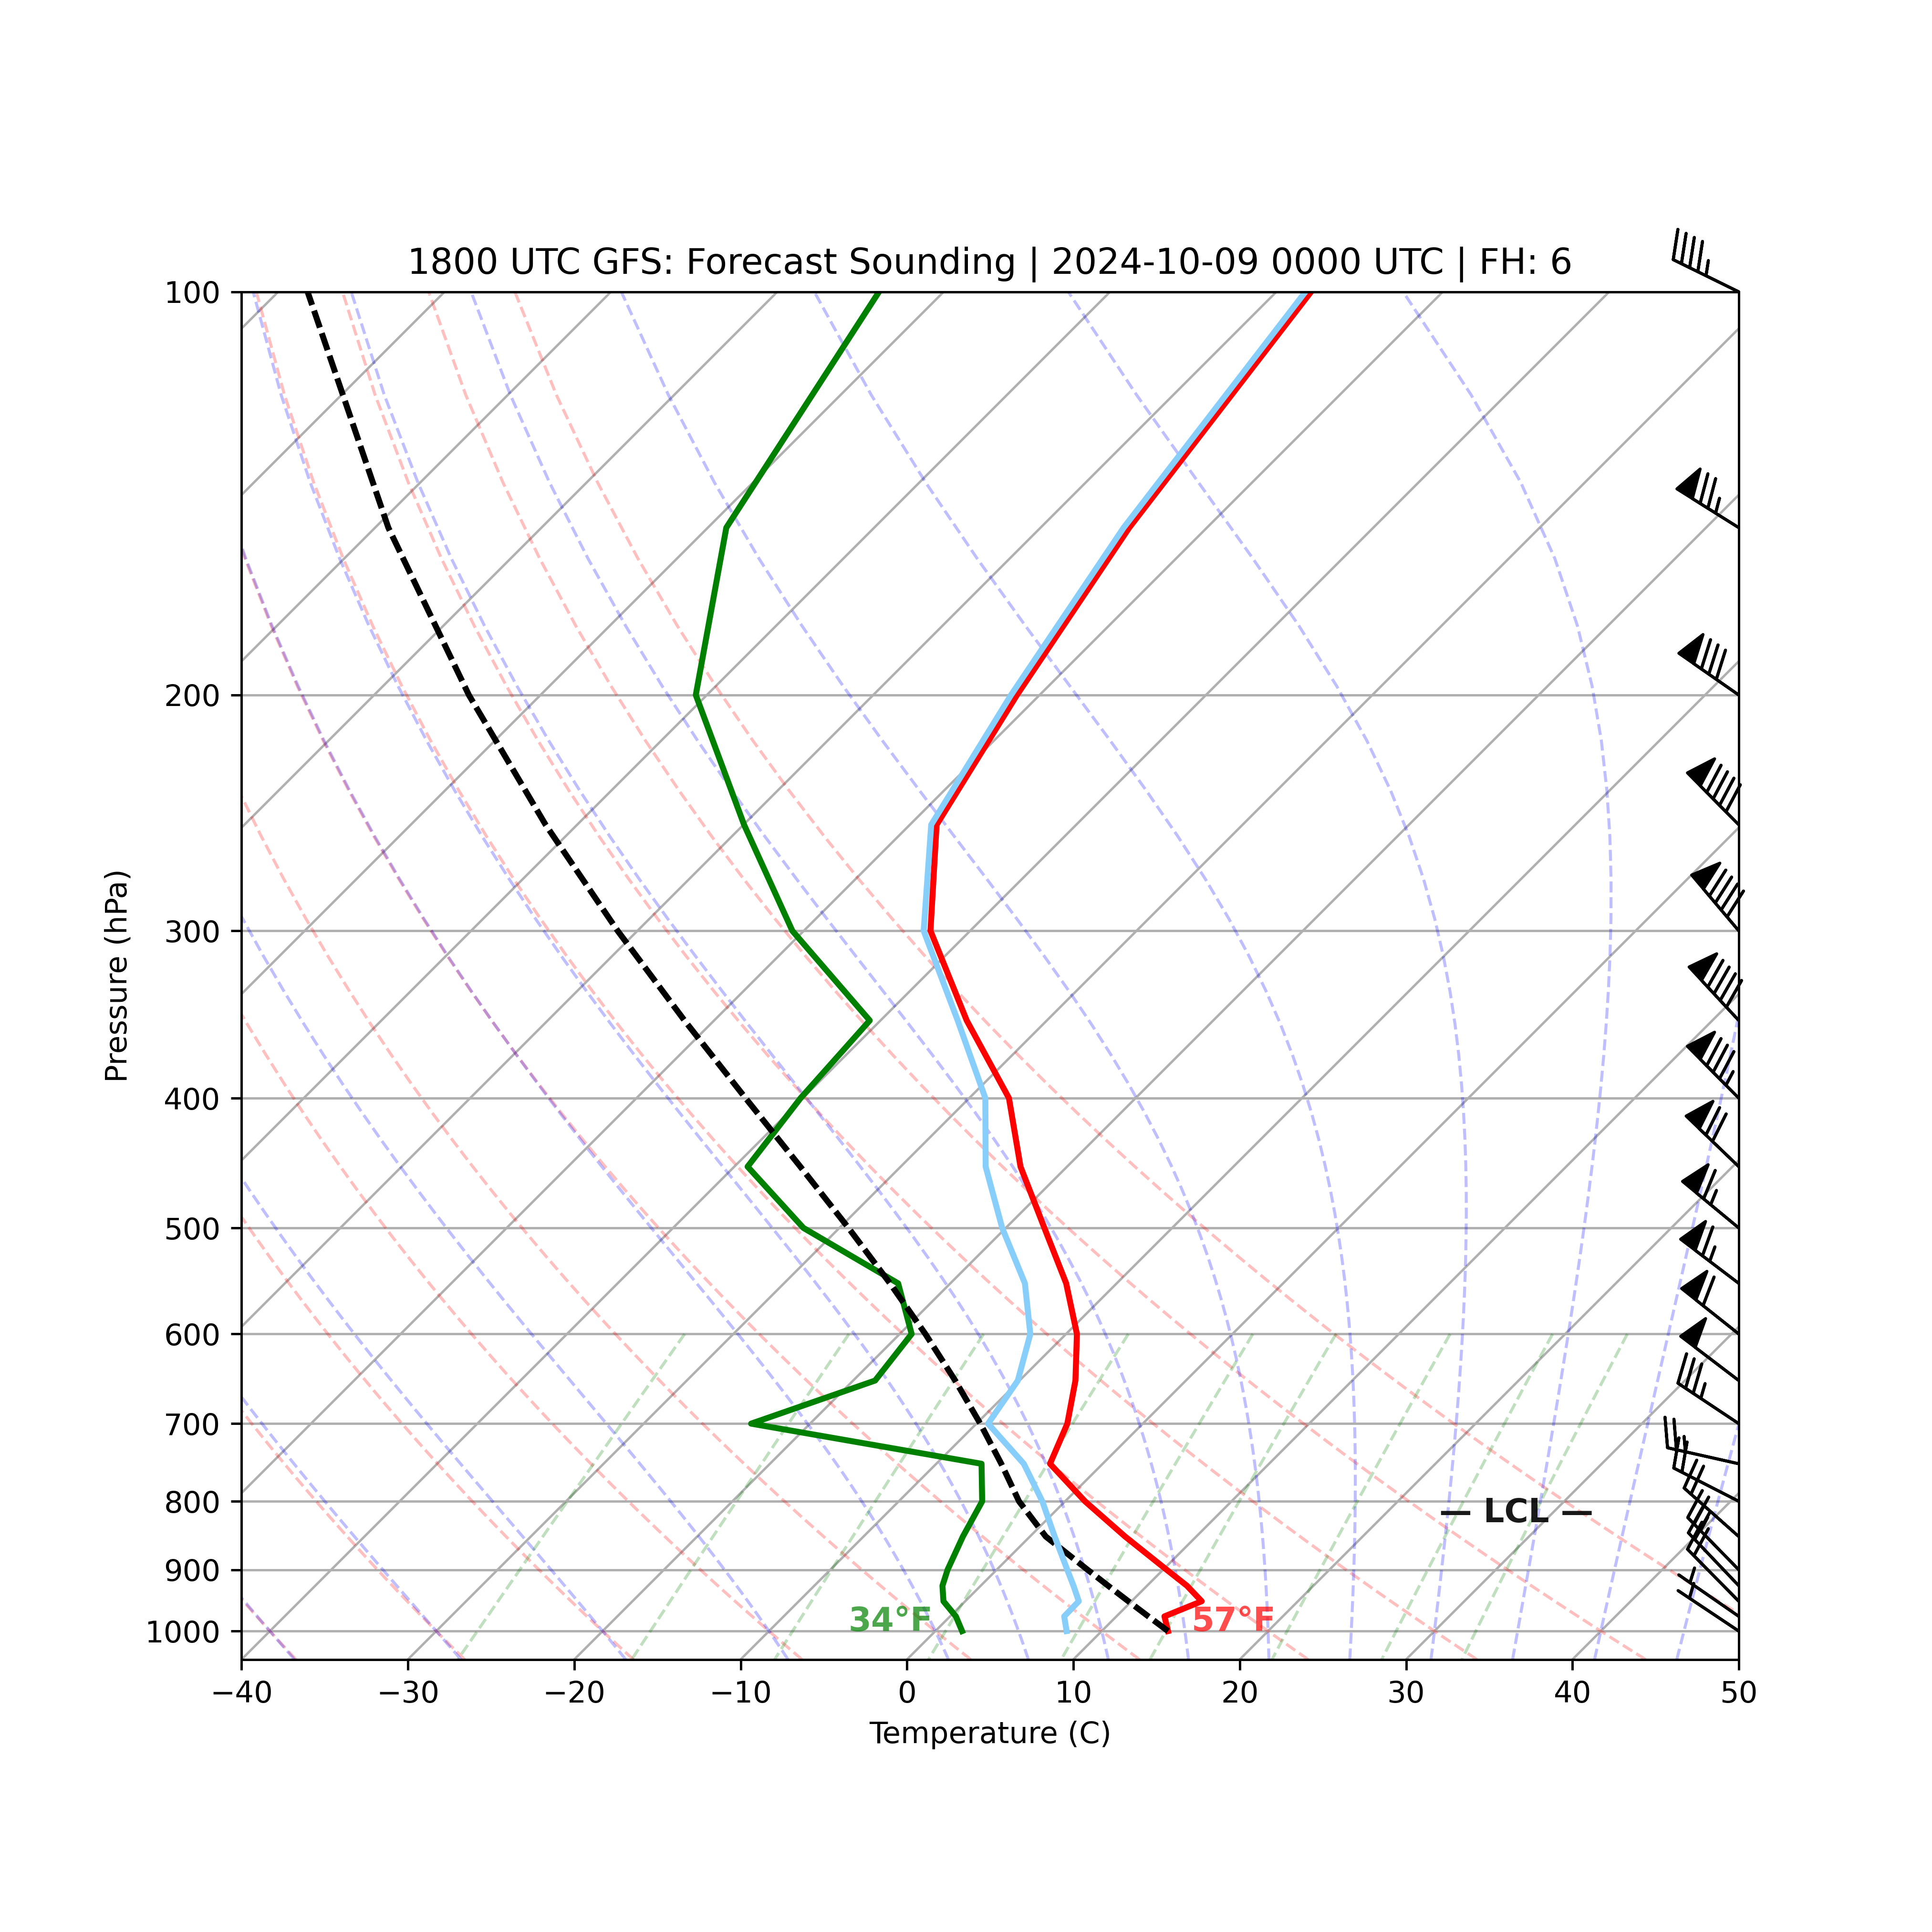 1800 UTC GFS: Forecast Sounding | 2024-10-09 0000 UTC | FH: 6
100
200
300
400
500
600
700
800
900
1000
Pressure (hPa)
— LCL —
34°F
57°F
−40 −30 −20 −10 0 10 20 30 40 50
Temperature (C)